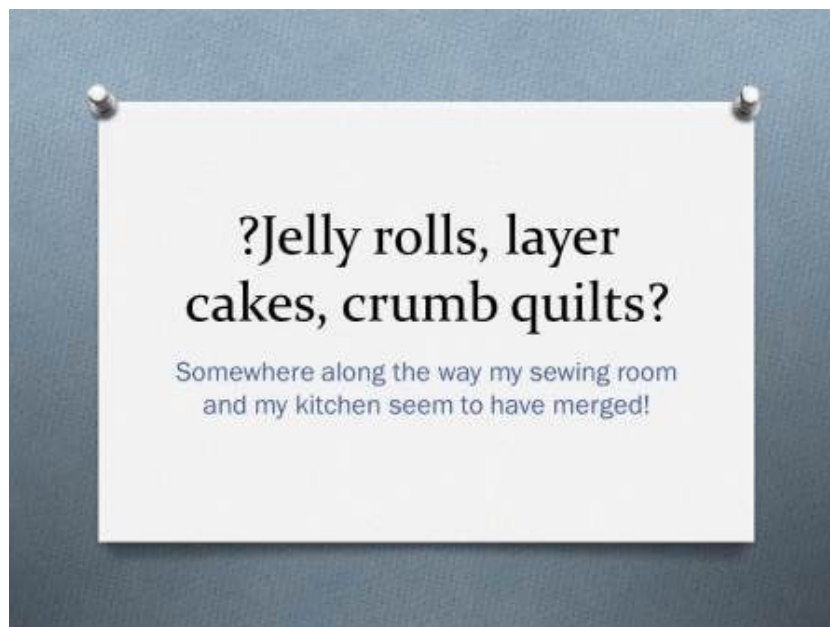 ?Jelly rolls, layer
cakes, crumb quilts?
Somewhere along the way my sewing room
and my kitchen seem to have merged!